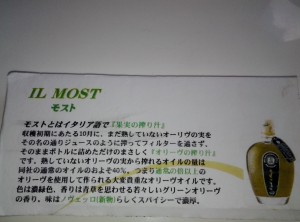 IL MOST
モスト
モストとはイタリア語で『果実の搾り汁』
収穫初期にあたる10月に、まだ熟していないオーリヴの実を
その名の通りジュースのように搾ってフィルターを通さず、
そのままボトルに詰めただけのまさしく『オリーヴの搾り汁』
です。熟していないオリーヴの実から搾れるオイルの量は
同社の通常のオイルのおよそ40%。つまり通常の倍以上の
オリーヴを使用して作られる大変貴重なオリーヴオイルです。
色は濃緑色、香りは青草を思わせる若々しいグリーンオリーヴ
の香り。味はノヴェッロ(新物)らしくスパイシーで濃厚。